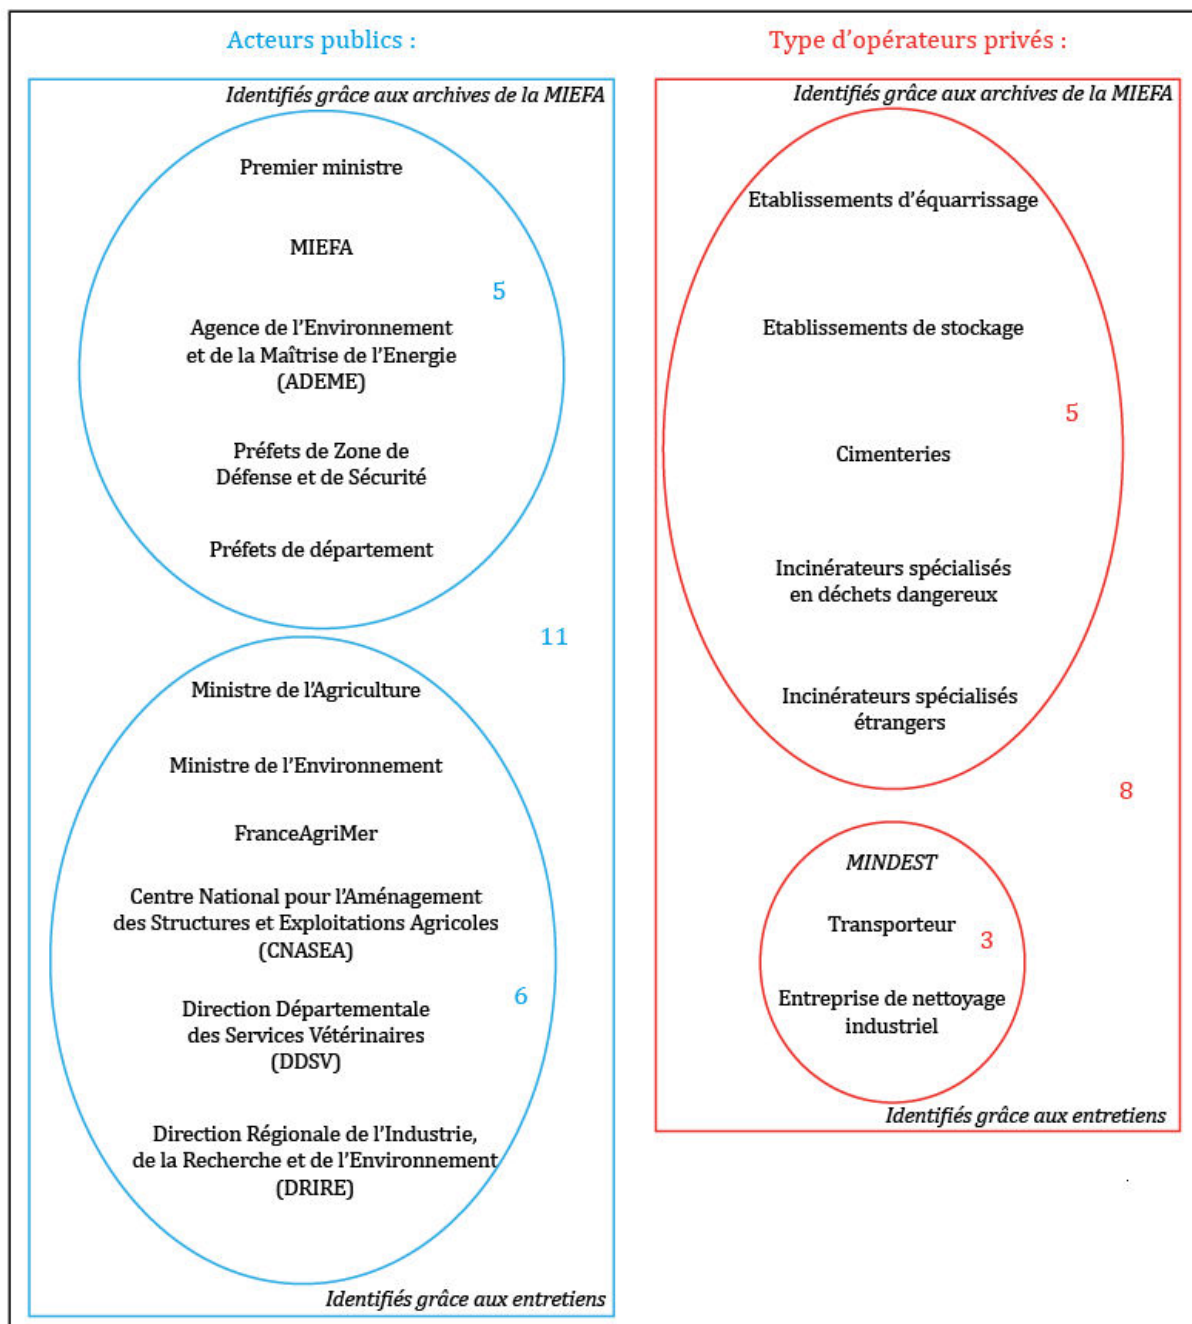 Acteurs publics :
Identifiés grâce aux archives de la MIEFA
Premier ministre
MIEFA
5
Agence de l'Environnement
et de la Maîtrise de l'Energie
(ADEME)
Préfets de Zone de
Défense et de Sécurité
Préfets de département
11
Ministre de l'Agriculture
Ministre de l'Environnement
FranceAgriMer
Centre National pour l'Aménagement
des Structures et Exploitations Agricoles
(CNASEA)
6
Direction Départementale
des Services Vétérinaires
(DDSV)
Direction Régionale de l'Industrie,
de la Recherche et de l'Environnement
(DRIRE)
Identifiés grâce aux entretiens
Type d'opérateurs privés :
Identifiés grâce aux archives de la MIEFA
Etablissements d'équarrissage
Etablissements de stockage
5
Cimenteries
Incinérateurs spécialisés
en déchets dangereux
Incinérateurs spécialisés
étrangers
8
MINDEST
Transporteur
3
Entreprise de nettoyage
industriel
Identifiés grâce aux entretiens